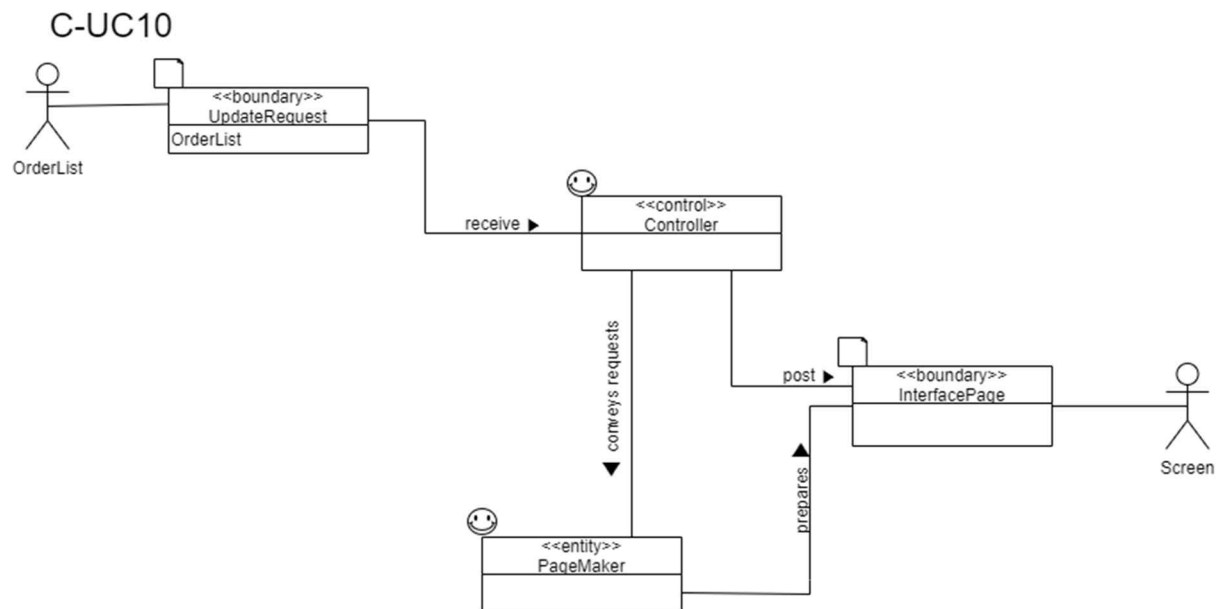 C-UC10
<<boundary>>
UpdateRequest
OrderList
OrderList
receive
<<control>>
Controller
conveys requests
post
<<boundary>>
InterfacePage
Screen
prepares
<<entity>>
PageMaker